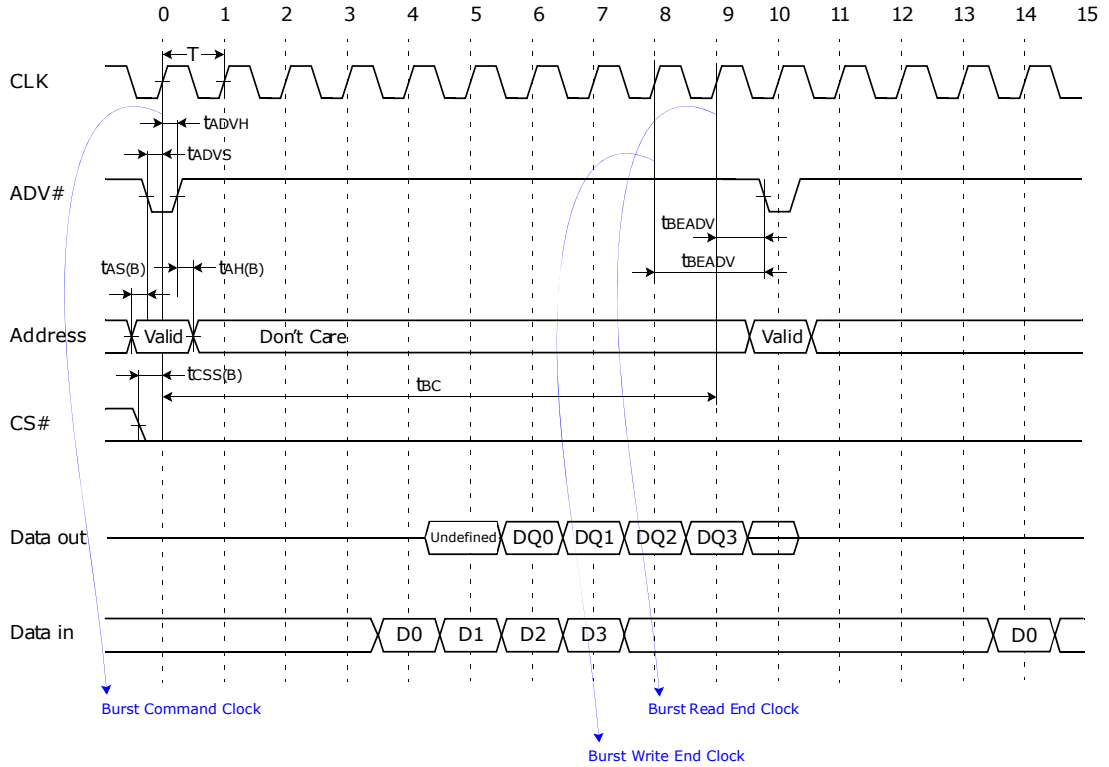 0 1 2 3 4 5 6 7 8 9 10 11 12 13 14 15
T
CLK
tADVH
tADVS
ADV#
tBEADV
tBEADV
tAS(B) tAH(B)
Address Valid Don't Care Valid
tCSS(B)
tBC
CS#
Data out Undefined DQ0 DQ1 DQ2 DQ3
Data in D0 D1 D2 D3 D0
Burst Command Clock Burst Read End Clock
Burst Write End Clock